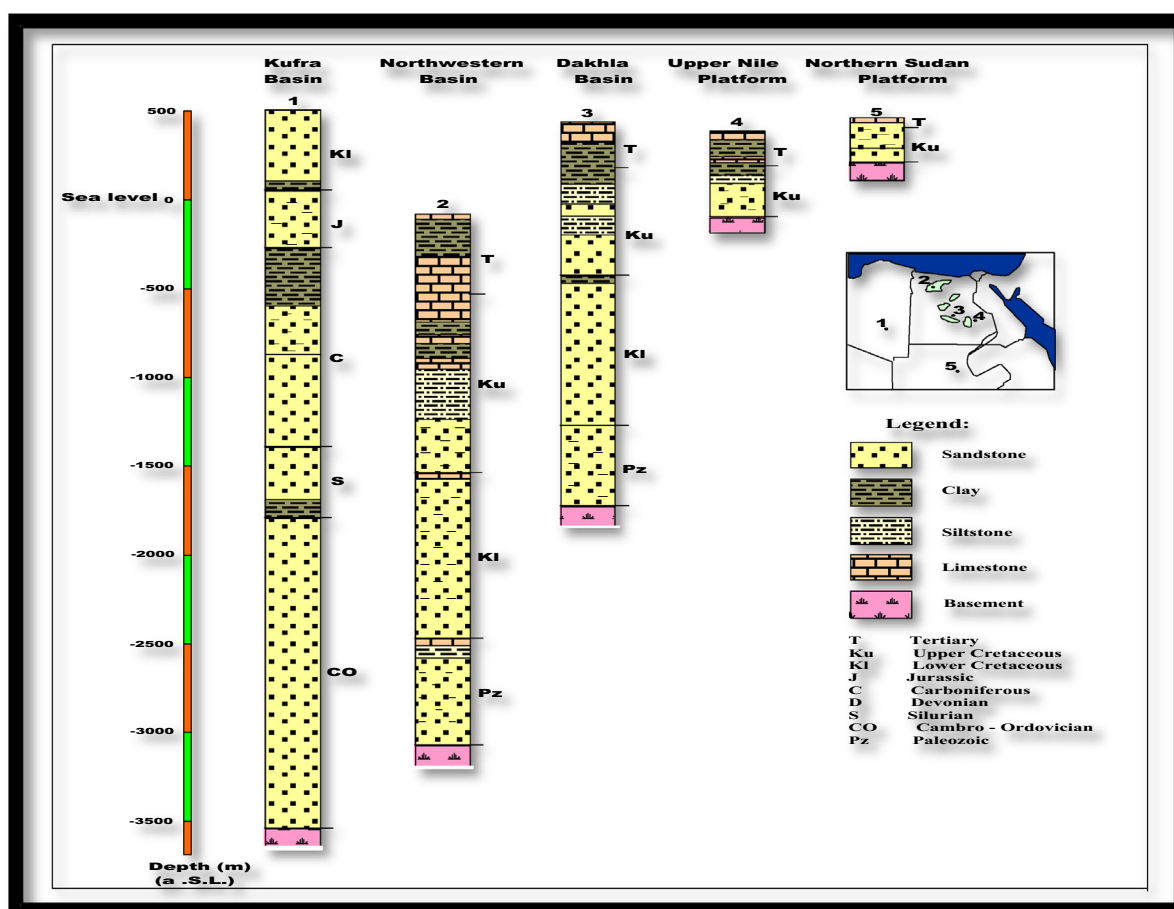 Kufra Basin
Northwestern Basin
Dakhla Basin
Upper Nile Platform
Northern Sudan Platform
1
2
3
4
5
500
Sea level 0
-500
-1000
-1500
-2000
-2500
-3000
-3500
Depth (m)
(a .S.L.)
Kl
J
C
S
CO
T
Ku
Kl
Pz
T
Ku
Kl
Pz
T
Ku
T
Ku
1
2
3
4
5
Legend:
Sandstone
Clay
Siltstone
Limestone
Basement
T Tertiary
Ku Upper Cretaceous
Kl Lower Cretaceous
J Jurassic
C Carboniferous
D Devonian
S Silurian
CO Cambro - Ordovician
Pz Paleozoic